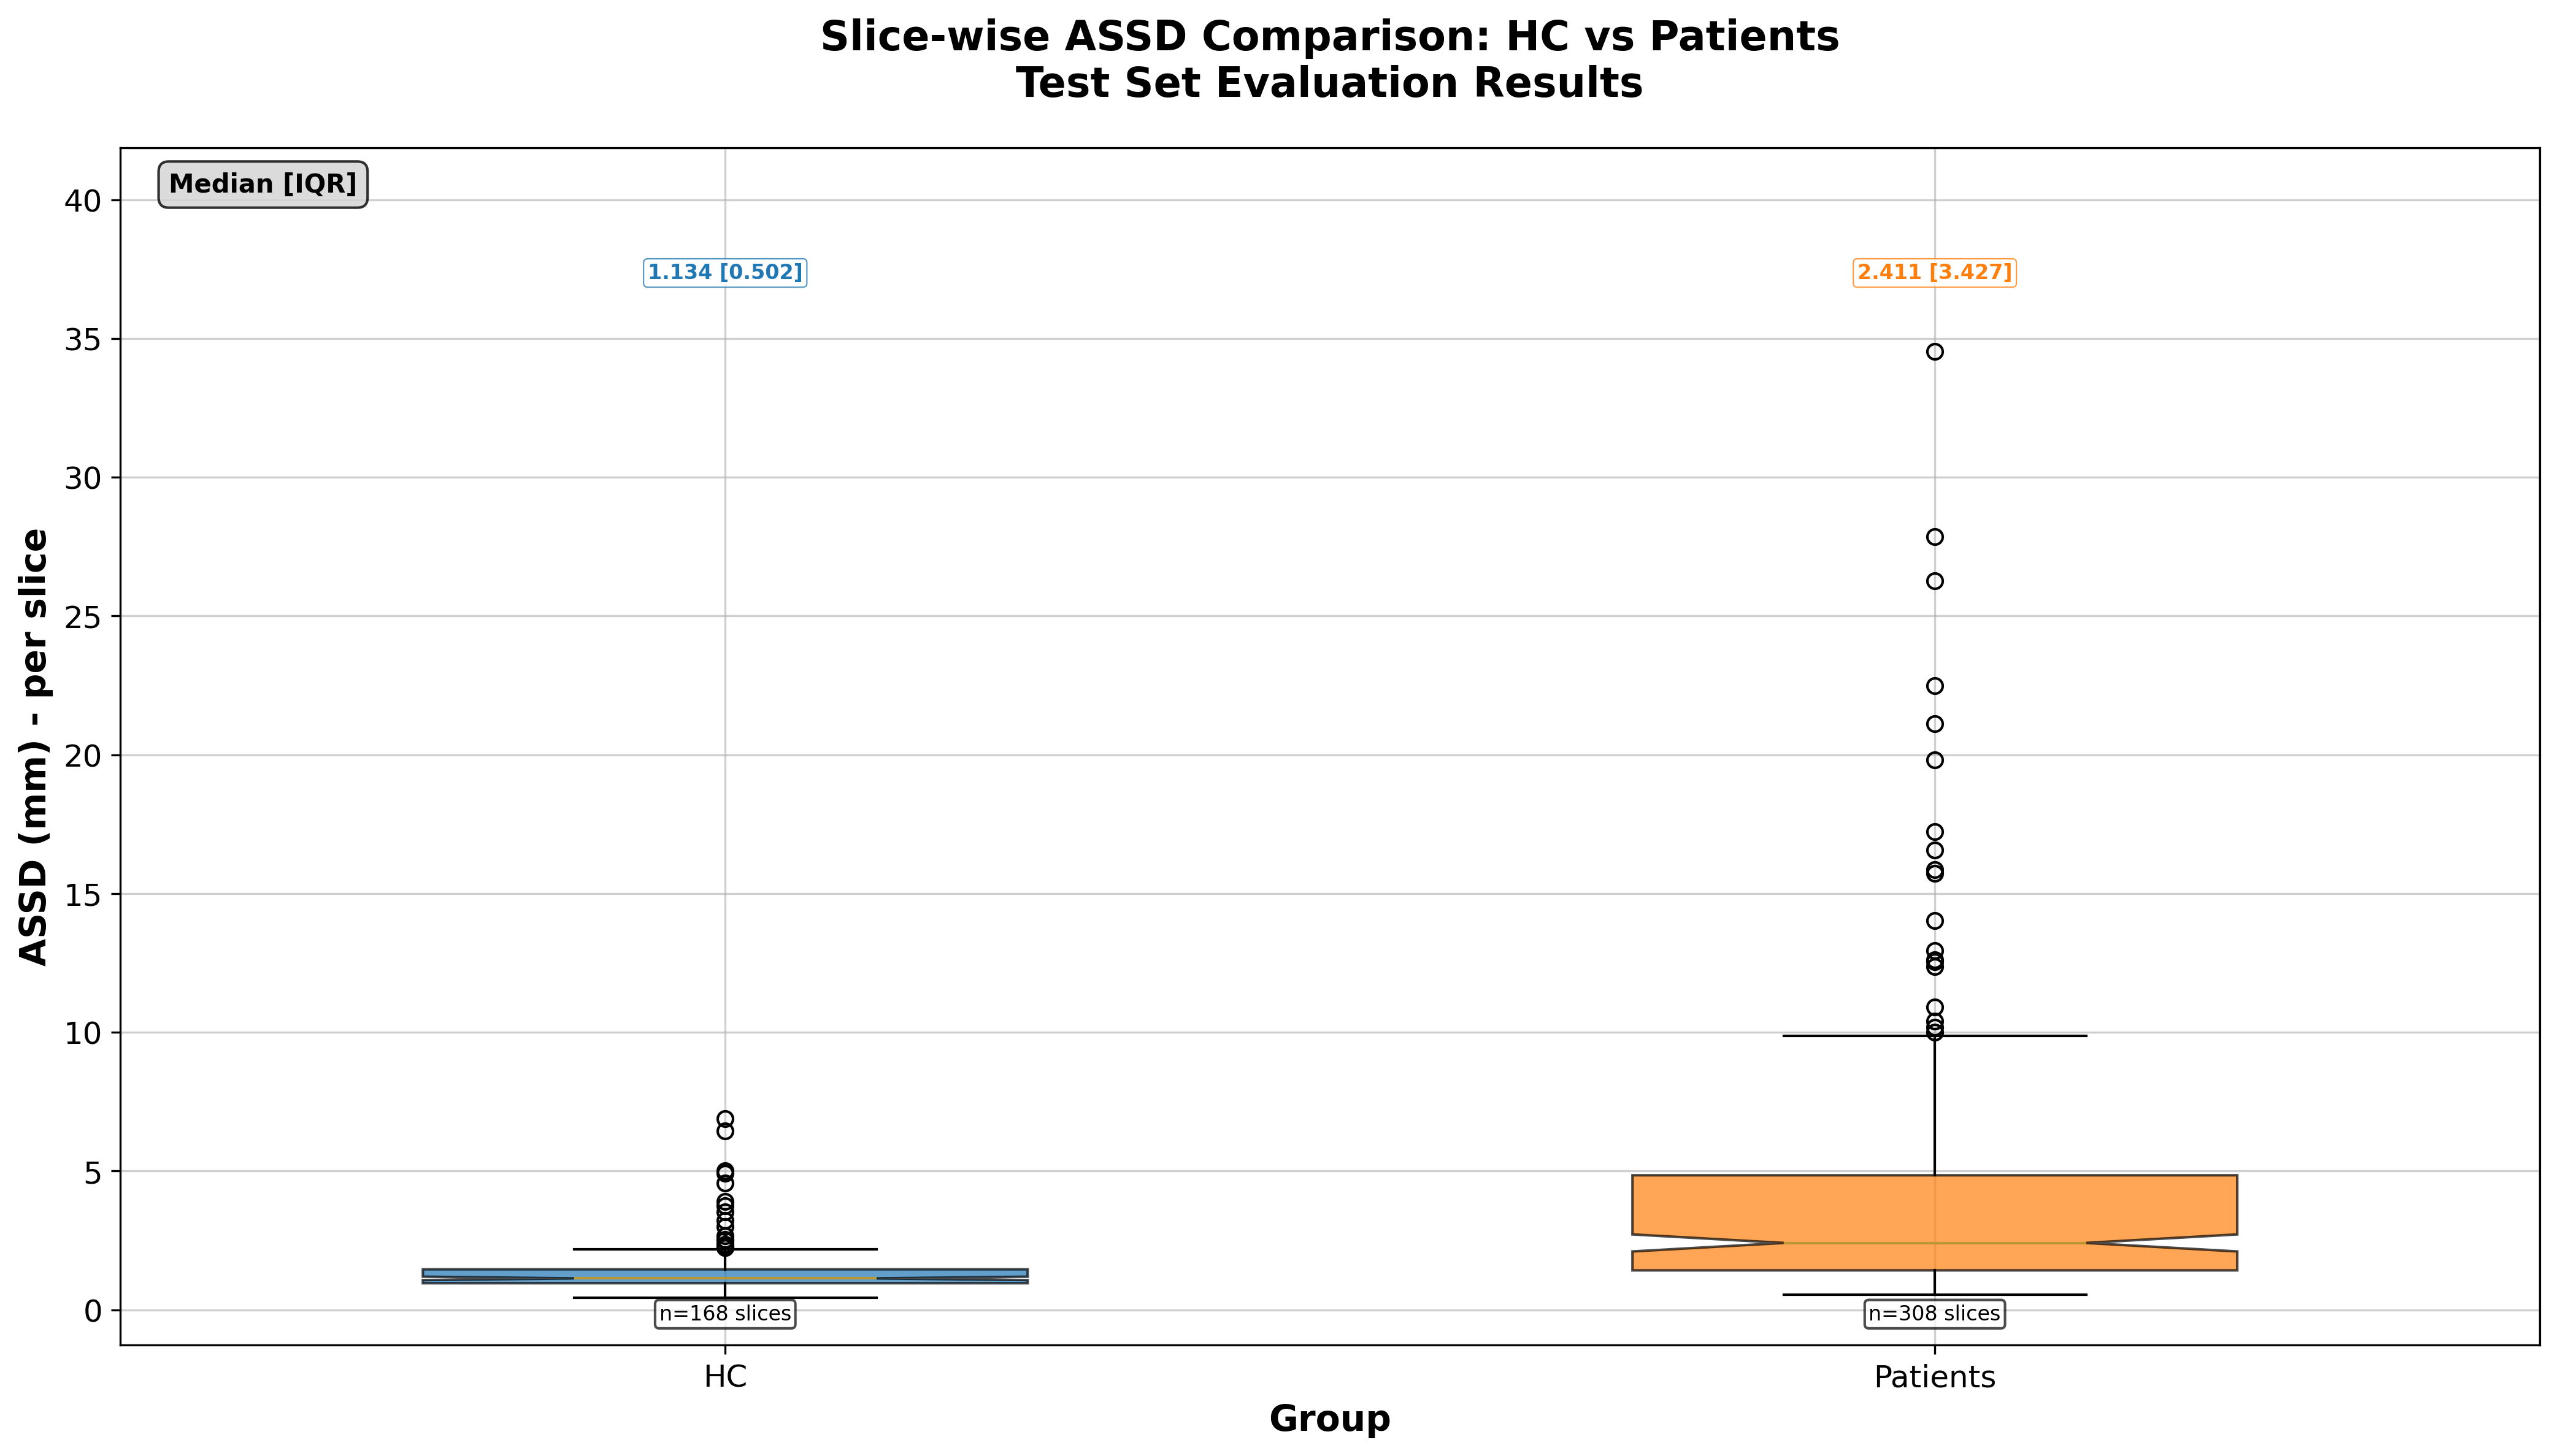 Slice-wise ASSD Comparison: HC vs Patients
Test Set Evaluation Results
Median [IQR]
1.134 [0.502]
2.411 [3.427]
ASSD (mm) - per slice
40
35
30
25
20
15
10
5
0
n=168 slices
n=308 slices
HC
Patients
Group